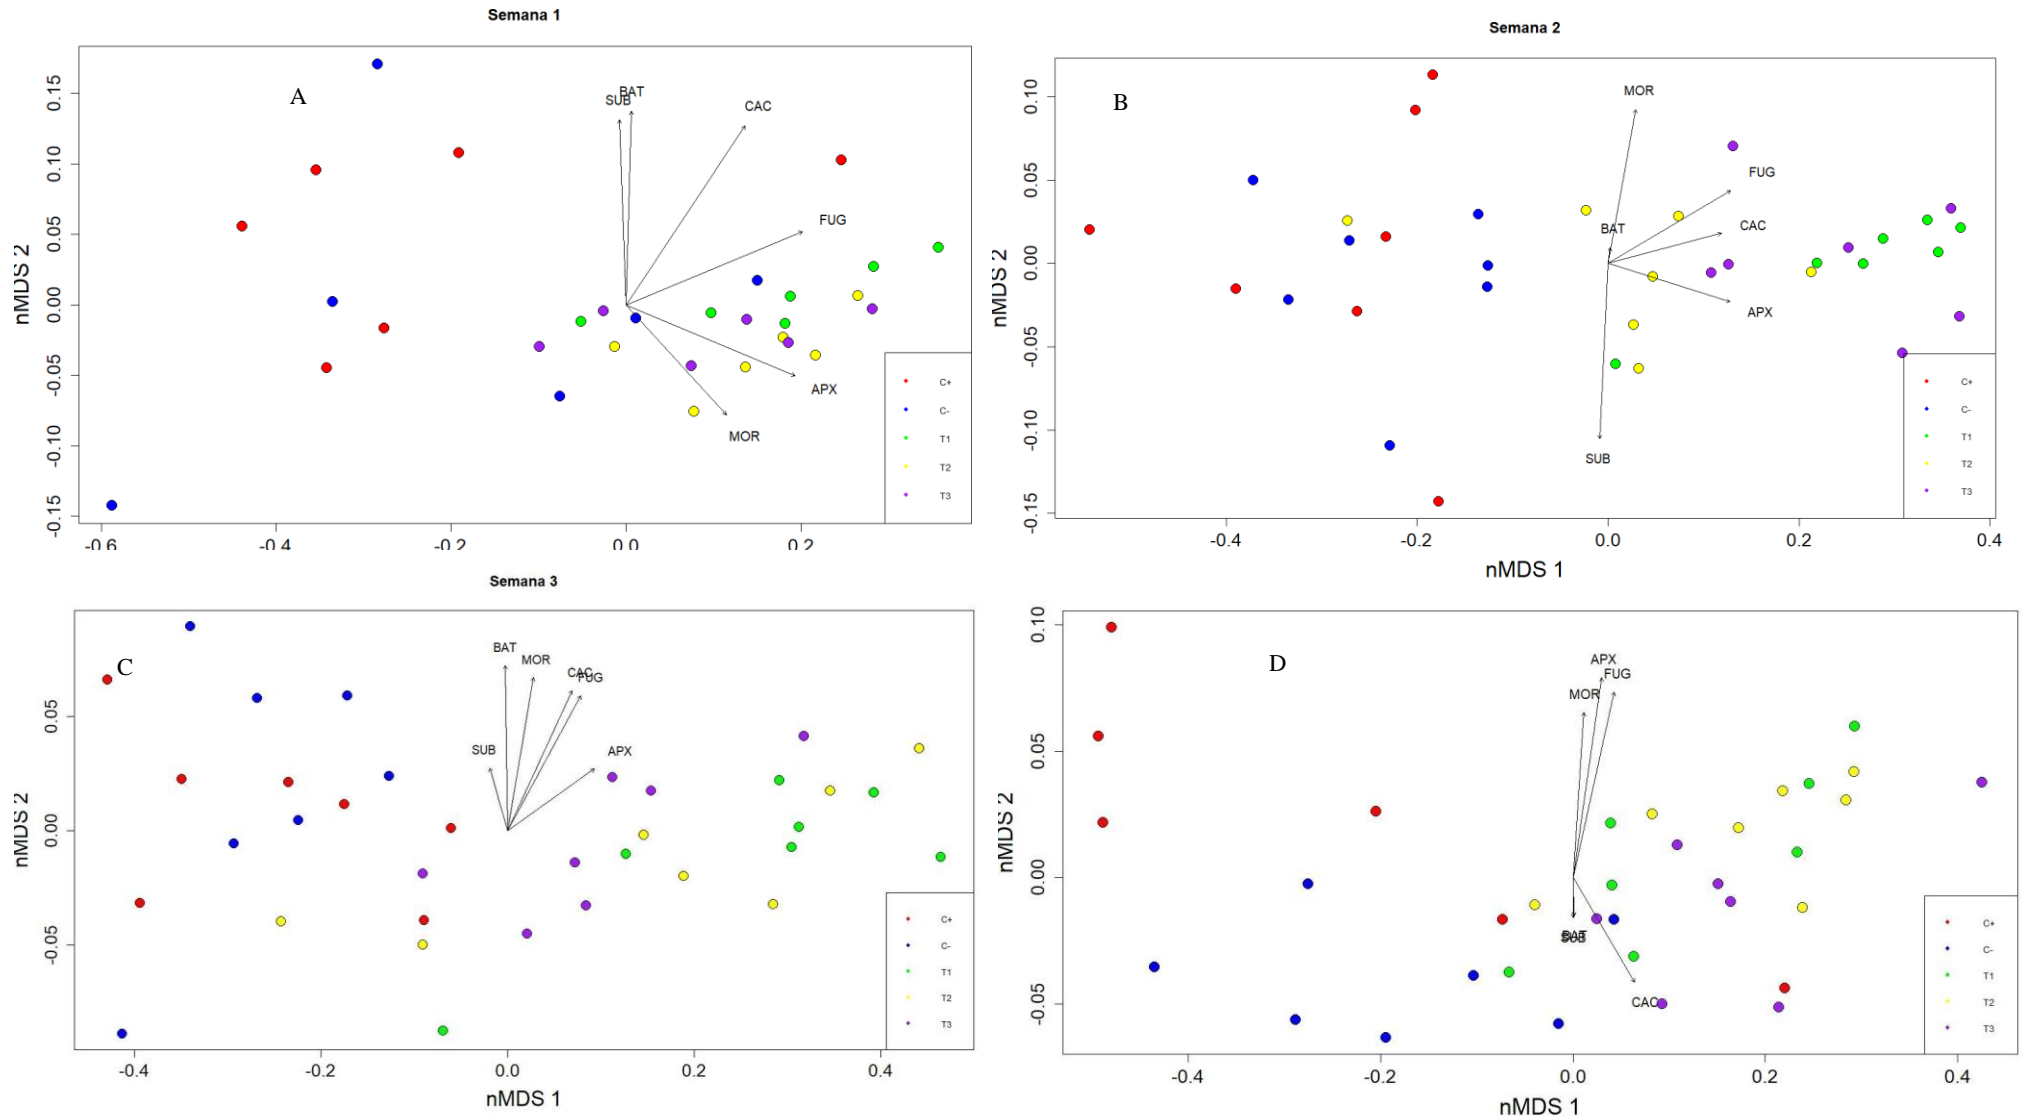 Semana 1
A
BAT
SUB
CAC
FUG
APX
MOR
nMDS 2
0.15
0.10
0.05
0.00
-0.05
-0.10
-0.15
-0.6 -0.4 -0.2 0.0 0.2
C+
C-
T1
T2
T3
Semana 2
B
MOR
FUG
BAT
CAC
APX
SUB
nMDS 2
0.10
0.05
0.00
-0.05
-0.10
-0.15
-0.4 -0.2 0.0 0.2 0.4
nMDS 1
C+
C-
T1
T2
T3
Semana 3
C
BAT
MOR
CAC
FUG
SUB
APX
nMDS 2
0.05
0.00
-0.05
-0.4 -0.2 0.0 0.2 0.4
nMDS 1
C+
C-
T1
T2
T3
D
APX
FUG
MOR
BAT
SUB
CAC
nMDS 2
0.10
0.05
0.00
-0.05
-0.4 -0.2 0.0 0.2 0.4
nMDS 1
C+
C-
T1
T2
T3